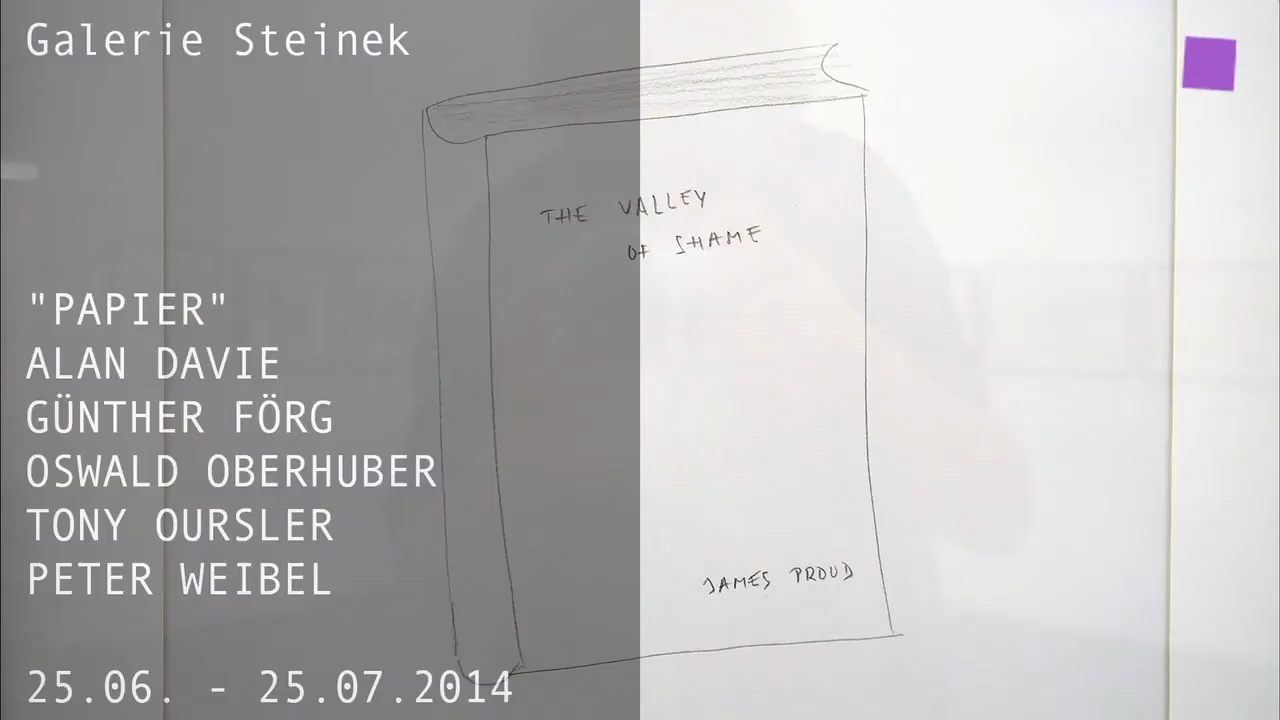 Galerie Steinek
"PAPIER"
ALAN DAVIE
GÜNTHER FÖRG
OSWALD OBERHUBER
TONY OURSLER
PETER WEIBEL
25.06. - 25.07.2014
THE VALLEY
OF SHAME
JAMES PROUD